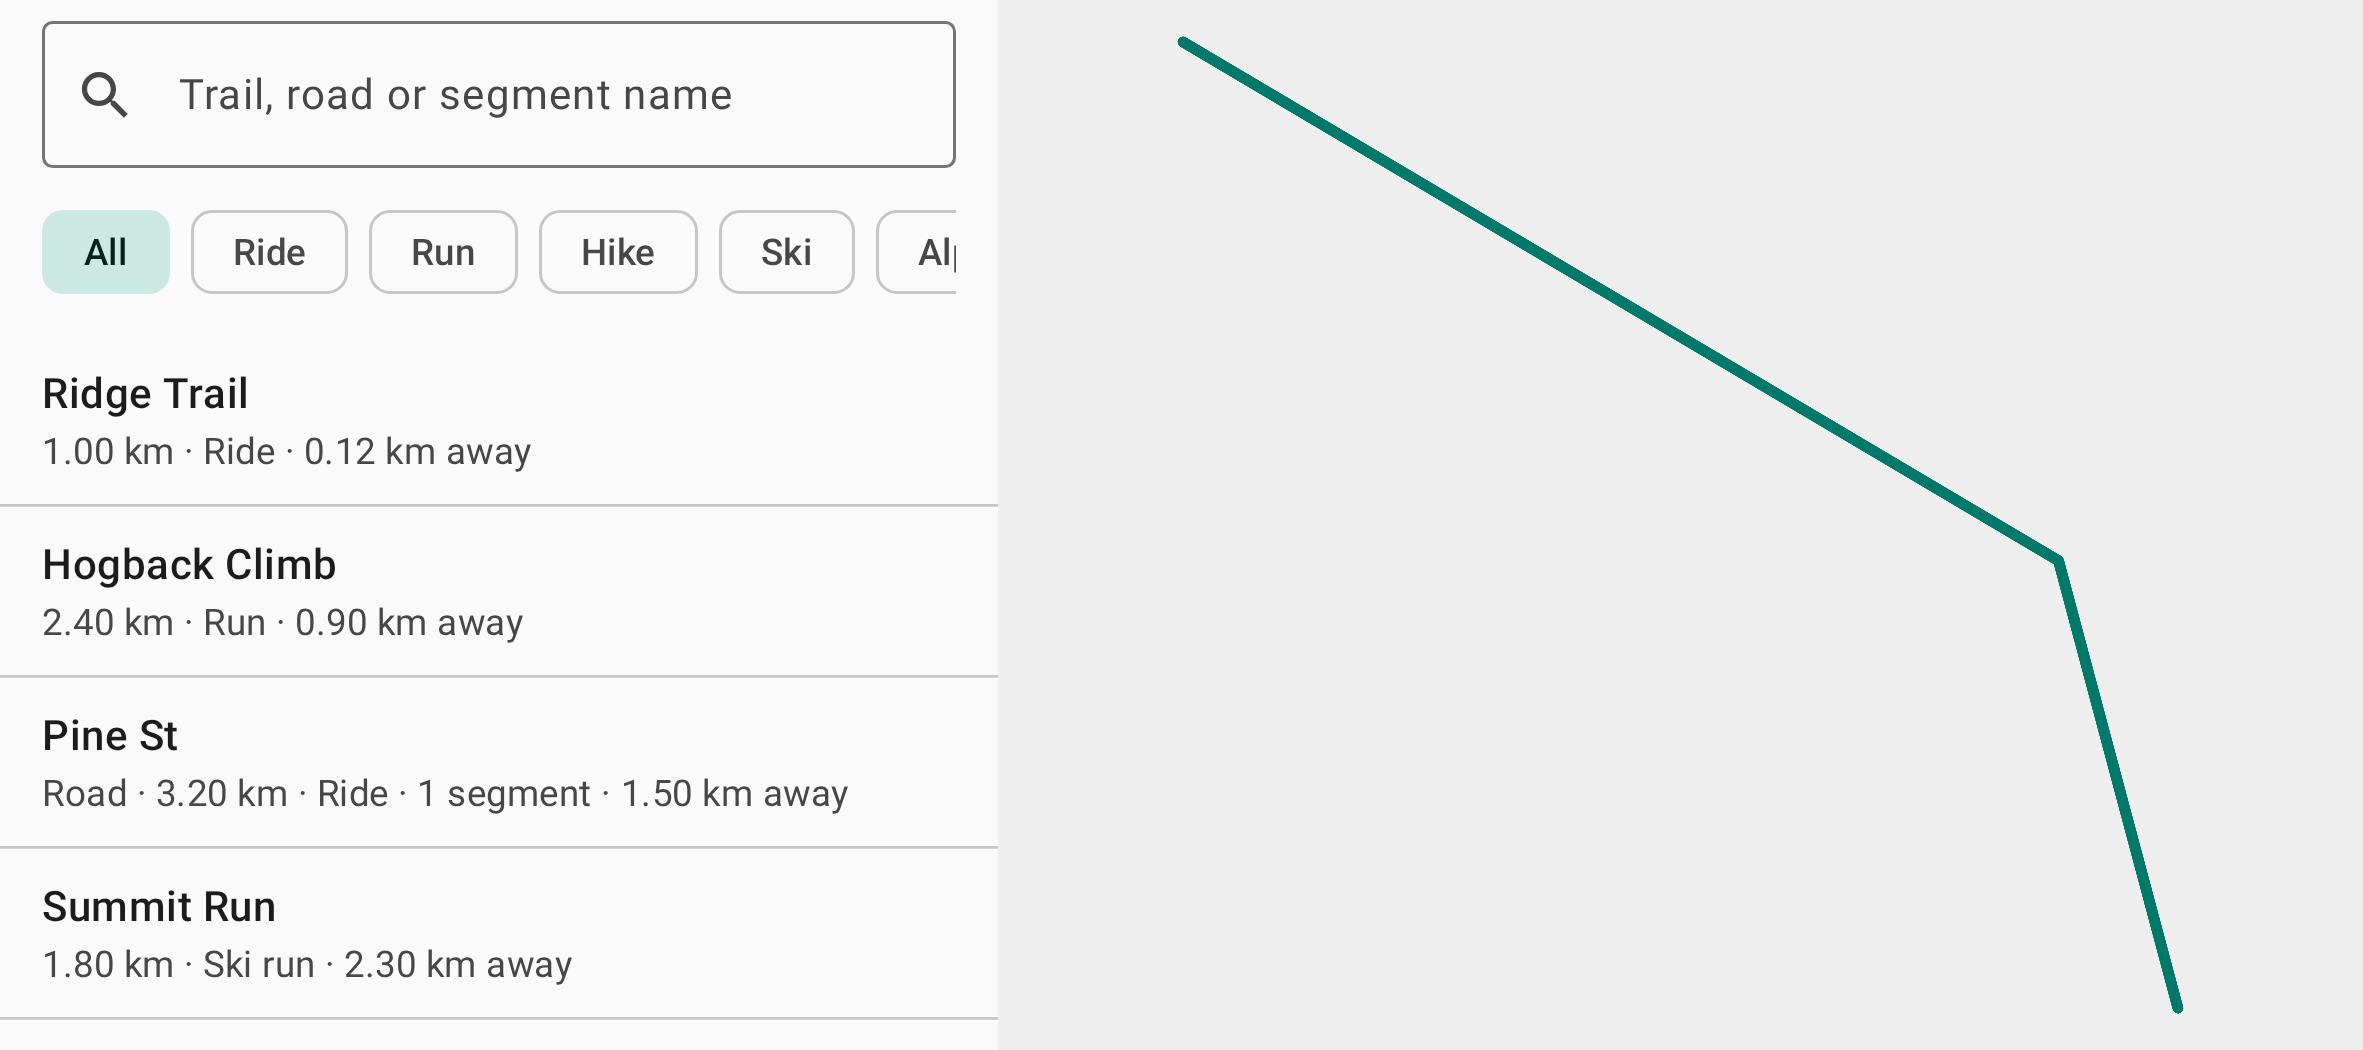 Trail, road or segment name
All Ride Run Hike Ski
Ridge Trail
1.00 km · Ride · 0.12 km away
Hogback Climb
2.40 km · Run · 0.90 km away
Pine St
Road · 3.20 km · Ride · 1 segment · 1.50 km away
Summit Run
1.80 km · Ski run · 2.30 km away